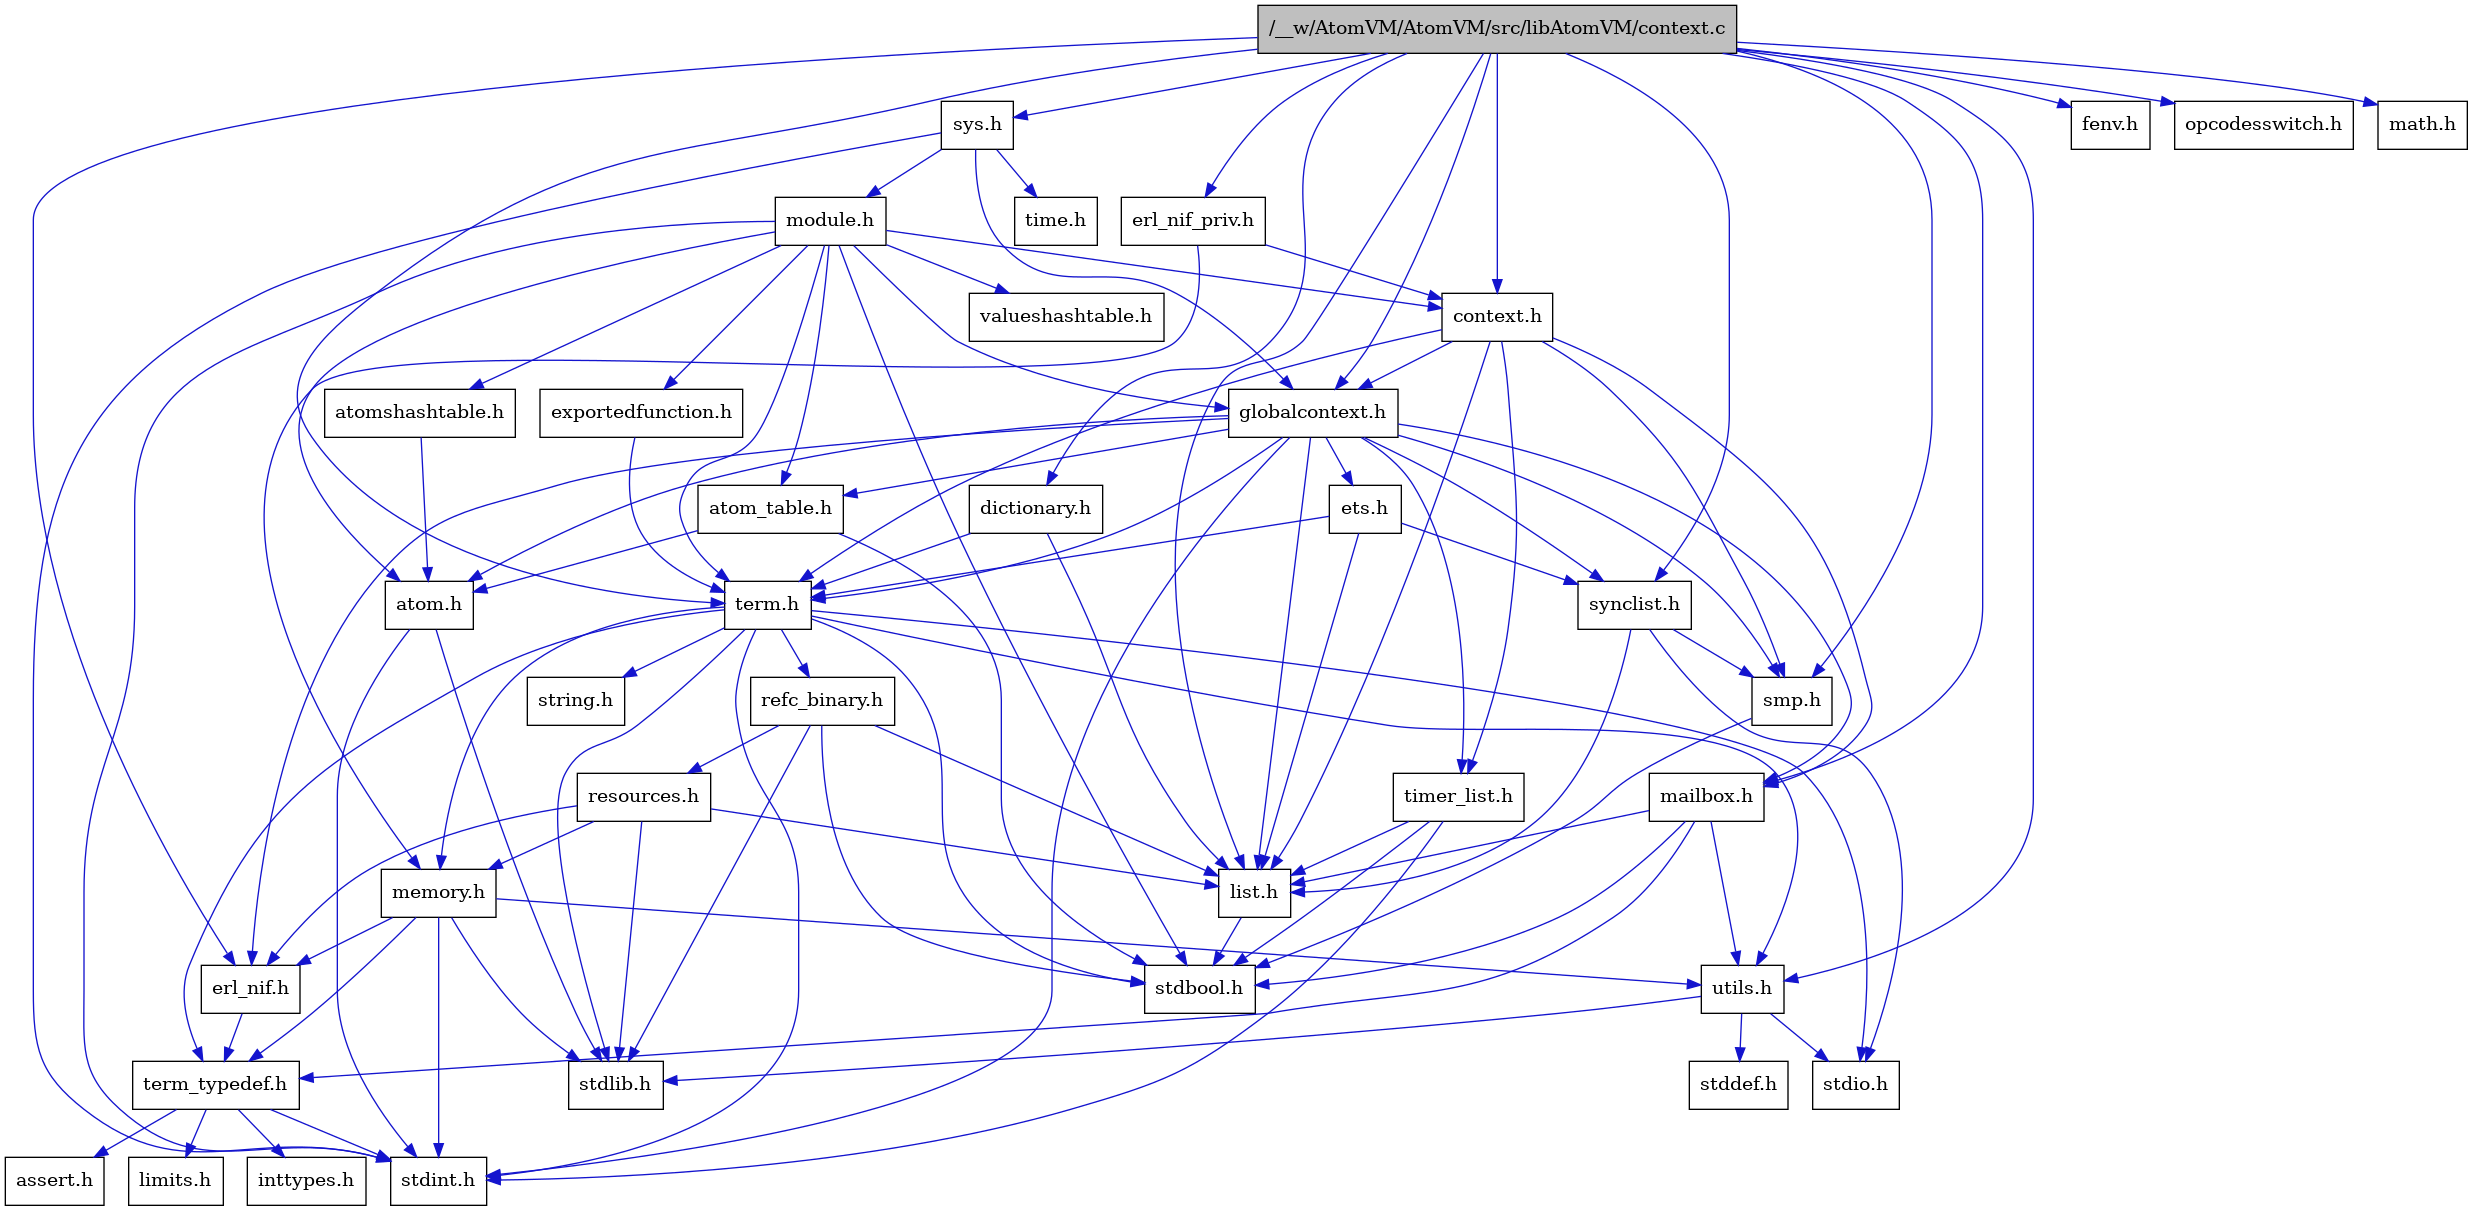 /__w/AtomVM/AtomVM/src/libAtomVM/context.c
sys.h
fenv.h
opcodesswitch.h
math.h
module.h
time.h
erl_nif_priv.h
valueshashtable.h
context.h
atomshashtable.h
exportedfunction.h
globalcontext.h
atom_table.h
dictionary.h
ets.h
atom.h
term.h
synclist.h
string.h
refc_binary.h
smp.h
resources.h
timer_list.h
mailbox.h
memory.h
list.h
erl_nif.h
stdbool.h
utils.h
term_typedef.h
stdlib.h
stddef.h
stdio.h
assert.h
limits.h
inttypes.h
stdint.h